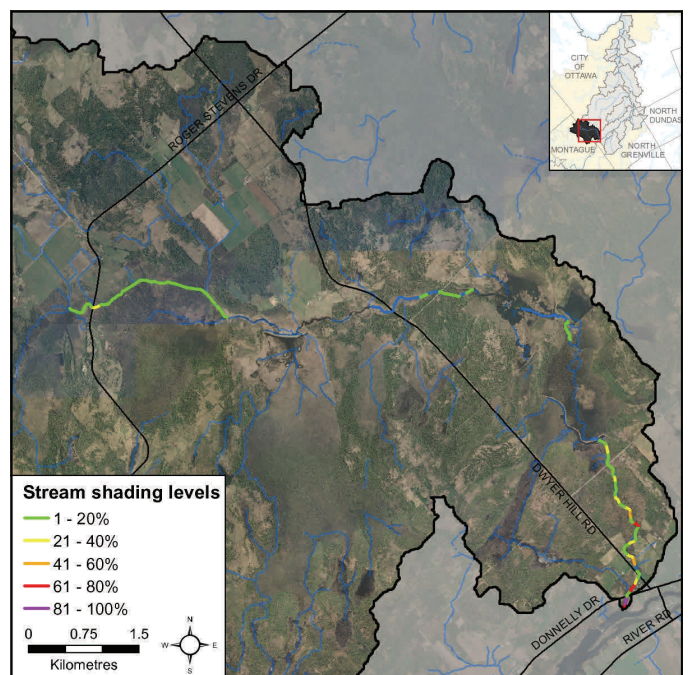 CITY
OF
OTTAWA
NORTH
DUNDAS
MONTAGUE
NORTH
GRENVILLE
ROGER STEVENS DR
DWYER HILL RD
DONNELLY DR
RIVER RD
Stream shading levels
1 - 20%
21 - 40%
41 - 60%
61 - 80%
81 - 100%
0 0.75 1.5
Kilometres
N
W E
S